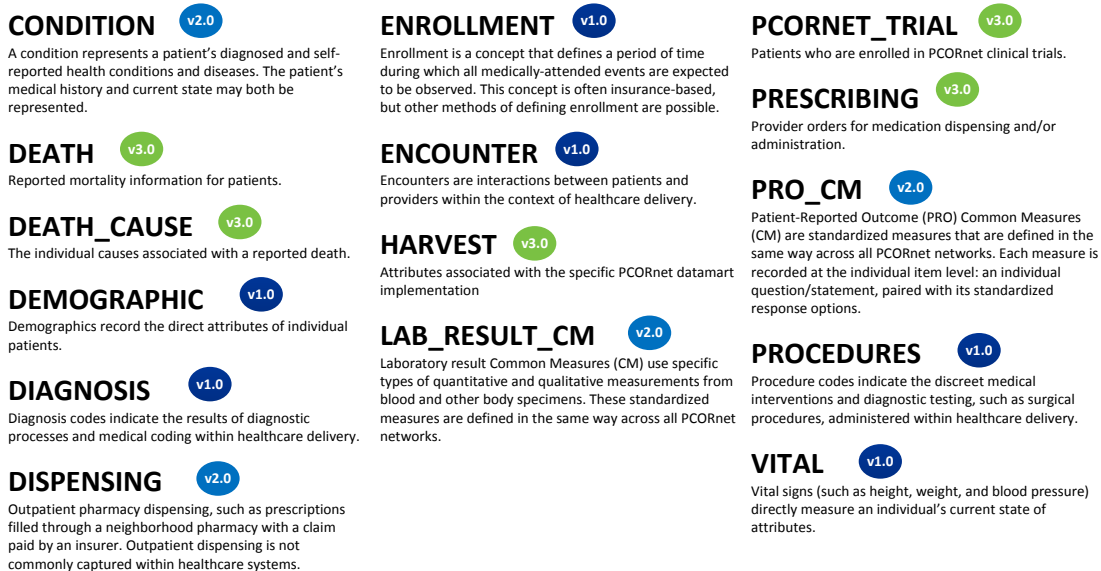 CONDITION v2.0
A condition represents a patient's diagnosed and self-
reported health conditions and diseases. The patient's
medical history and current state may both be
represented.
DEATH v3.0
Reported mortality information for patients.
DEATH_CAUSE v3.0
The individual causes associated with a reported death.
DEMOGRAPHIC v1.0
Demographics record the direct attributes of individual
patients.
DIAGNOSIS v1.0
Diagnosis codes indicate the results of diagnostic
processes and medical coding within healthcare delivery.
DISPENSING v2.0
Outpatient pharmacy dispensing, such as prescriptions
filled through a neighborhood pharmacy with a claim
paid by an insurer. Outpatient dispensing is not
commonly captured within healthcare systems.
ENROLLMENT v1.0
Enrollment is a concept that defines a period of time
during which all medically-attended events are expected
to be observed. This concept is often insurance-based,
but other methods of defining enrollment are possible.
ENCOUNTER v1.0
Encounters are interactions between patients and
providers within the context of healthcare delivery.
HARVEST v3.0
Attributes associated with the specific PCORnet datamart
implementation
LAB_RESULT_CM v2.0
Laboratory result Common Measures (CM) use specific
types of quantitative and qualitative measurements from
blood and other body specimens. These standardized
measures are defined in the same way across all PCORnet
networks.
PCORNET_TRIAL v3.0
Patients who are enrolled in PCORnet clinical trials.
PRESCRIBING v3.0
Provider orders for medication dispensing and/or
administration.
PRO_CM v2.0
Patient-Reported Outcome (PRO) Common Measures
(CM) are standardized measures that are defined in the
same way across all PCORnet networks. Each measure is
recorded at the individual item level: an individual
question/statement, paired with its standardized
response options.
PROCEDURES v1.0
Procedure codes indicate the discreet medical
interventions and diagnostic testing, such as surgical
procedures, administered within healthcare delivery.
VITAL v1.0
Vital signs (such as height, weight, and blood pressure)
directly measure an individual's current state of
attributes.